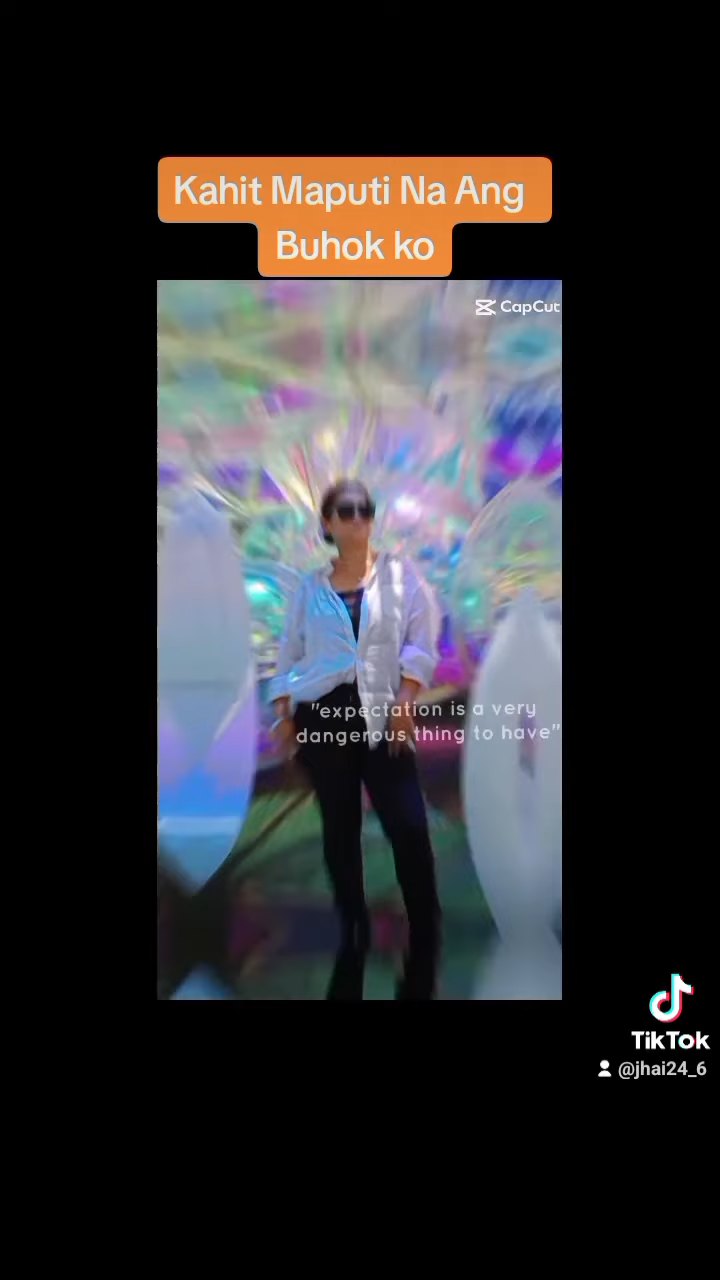 Kahit Maputi Na Ang
Buhok ko
CapCut
"expectation is a very
dangerous thing to have"
TikTok
@jhai24_6